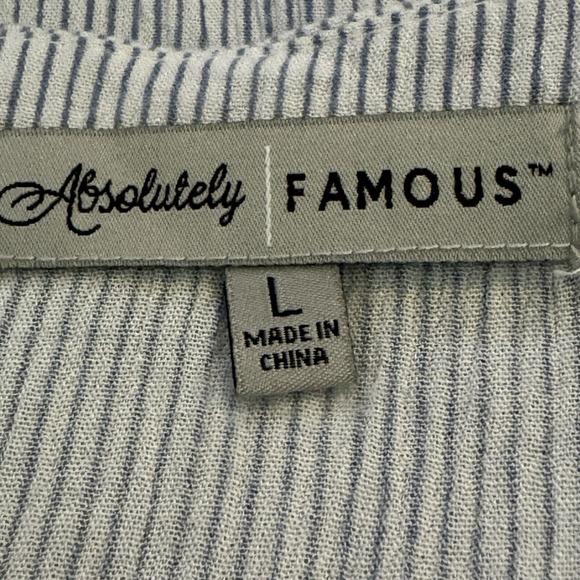 Absolutely | FAMOUS™
L
MADE IN
CHINA